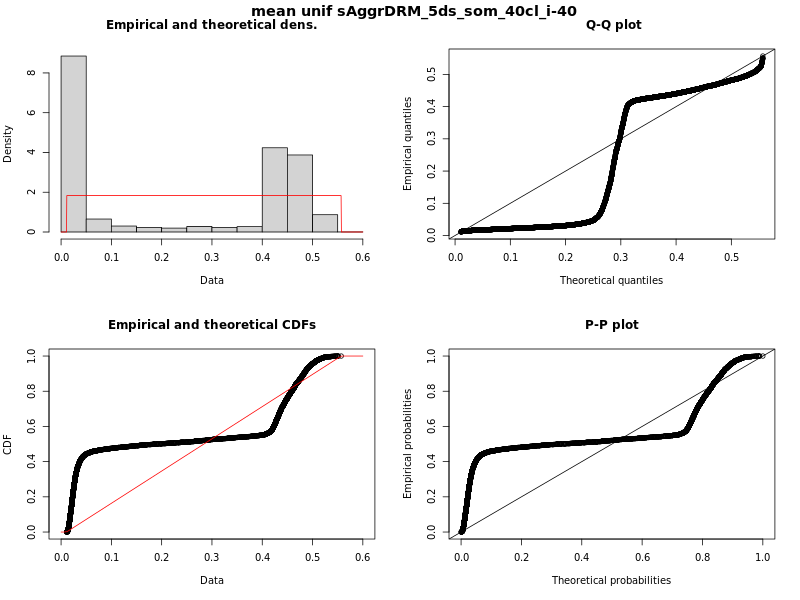 mean unif sAggrDRM_5ds_som_40cl_i-40
Empirical and theoretical dens.
Density
0 2 4 6 8
0.0 0.1 0.2 0.3 0.4 0.5 0.6
Data
Q-Q plot
Empirical quantiles
0.0 0.1 0.2 0.3 0.4 0.5
0.0 0.1 0.2 0.3 0.4 0.5
Theoretical quantiles
Empirical and theoretical CDFs
CDF
0.0 0.2 0.4 0.6 0.8 1.0
0.0 0.1 0.2 0.3 0.4 0.5 0.6
Data
P-P plot
Empirical probabilities
0.0 0.2 0.4 0.6 0.8 1.0
0.0 0.2 0.4 0.6 0.8 1.0
Theoretical probabilities